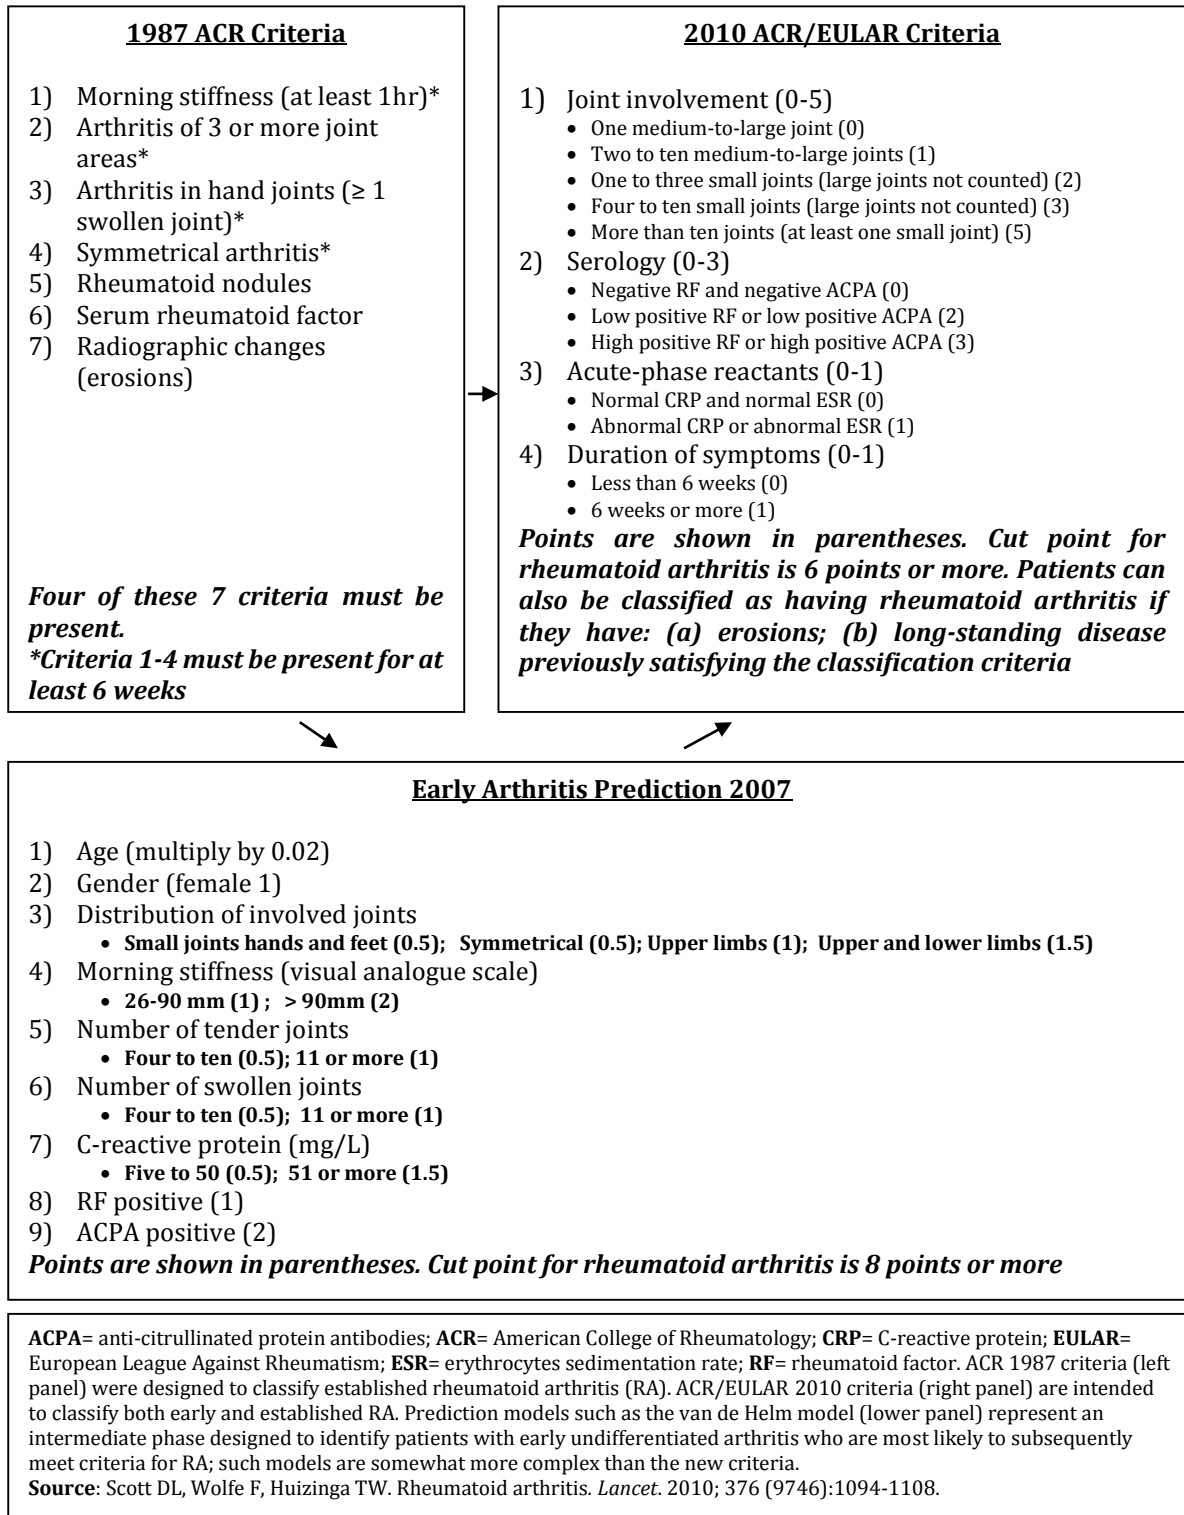 1987 ACR Criteria
1) Morning stiffness (at least 1hr)*
2) Arthritis of 3 or more joint
areas*
3) Arthritis in hand joints (≥ 1
swollen joint)*
4) Symmetrical arthritis*
5) Rheumatoid nodules
6) Serum rheumatoid factor
7) Radiographic changes
(erosions)
Four of these 7 criteria must be
present.
*Criteria 1-4 must be present for at
least 6 weeks
2010 ACR/EULAR Criteria
1) Joint involvement (0-5)
• One medium-to-large joint (0)
• Two to ten medium-to-large joints (1)
• One to three small joints (large joints not counted) (2)
• Four to ten small joints (large joints not counted) (3)
• More than ten joints (at least one small joint) (5)
2) Serology (0-3)
• Negative RF and negative ACPA (0)
• Low positive RF or low positive ACPA (2)
• High positive RF or high positive ACPA (3)
3) Acute-phase reactants (0-1)
• Normal CRP and normal ESR (0)
• Abnormal CRP or abnormal ESR (1)
4) Duration of symptoms (0-1)
• Less than 6 weeks (0)
• 6 weeks or more (1)
Points are shown in parentheses. Cut point for
rheumatoid arthritis is 6 points or more. Patients can
also be classified as having rheumatoid arthritis if
they have: (a) erosions; (b) long-standing disease
previously satisfying the classification criteria
Early Arthritis Prediction 2007
1) Age (multiply by 0.02)
2) Gender (female 1)
3) Distribution of involved joints
• Small joints hands and feet (0.5); Symmetrical (0.5); Upper limbs (1); Upper and lower limbs (1.5)
4) Morning stiffness (visual analogue scale)
• 26-90 mm (1) ; > 90mm (2)
5) Number of tender joints
• Four to ten (0.5); 11 or more (1)
6) Number of swollen joints
• Four to ten (0.5); 11 or more (1)
7) C-reactive protein (mg/L)
• Five to 50 (0.5); 51 or more (1.5)
8) RF positive (1)
9) ACPA positive (2)
Points are shown in parentheses. Cut point for rheumatoid arthritis is 8 points or more
ACPA= anti-citrullinated protein antibodies; ACR= American College of Rheumatology; CRP= C-reactive protein; EULAR=
European League Against Rheumatism; ESR= erythrocytes sedimentation rate; RF= rheumatoid factor. ACR 1987 criteria (left
panel) were designed to classify established rheumatoid arthritis (RA). ACR/EULAR 2010 criteria (right panel) are intended
to classify both early and established RA. Prediction models such as the van de Helm model (lower panel) represent an
intermediate phase designed to identify patients with early undifferentiated arthritis who are most likely to subsequently
meet criteria for RA; such models are somewhat more complex than the new criteria.
Source: Scott DL, Wolfe F, Huizinga TW. Rheumatoid arthritis. Lancet. 2010; 376 (9746):1094-1108.